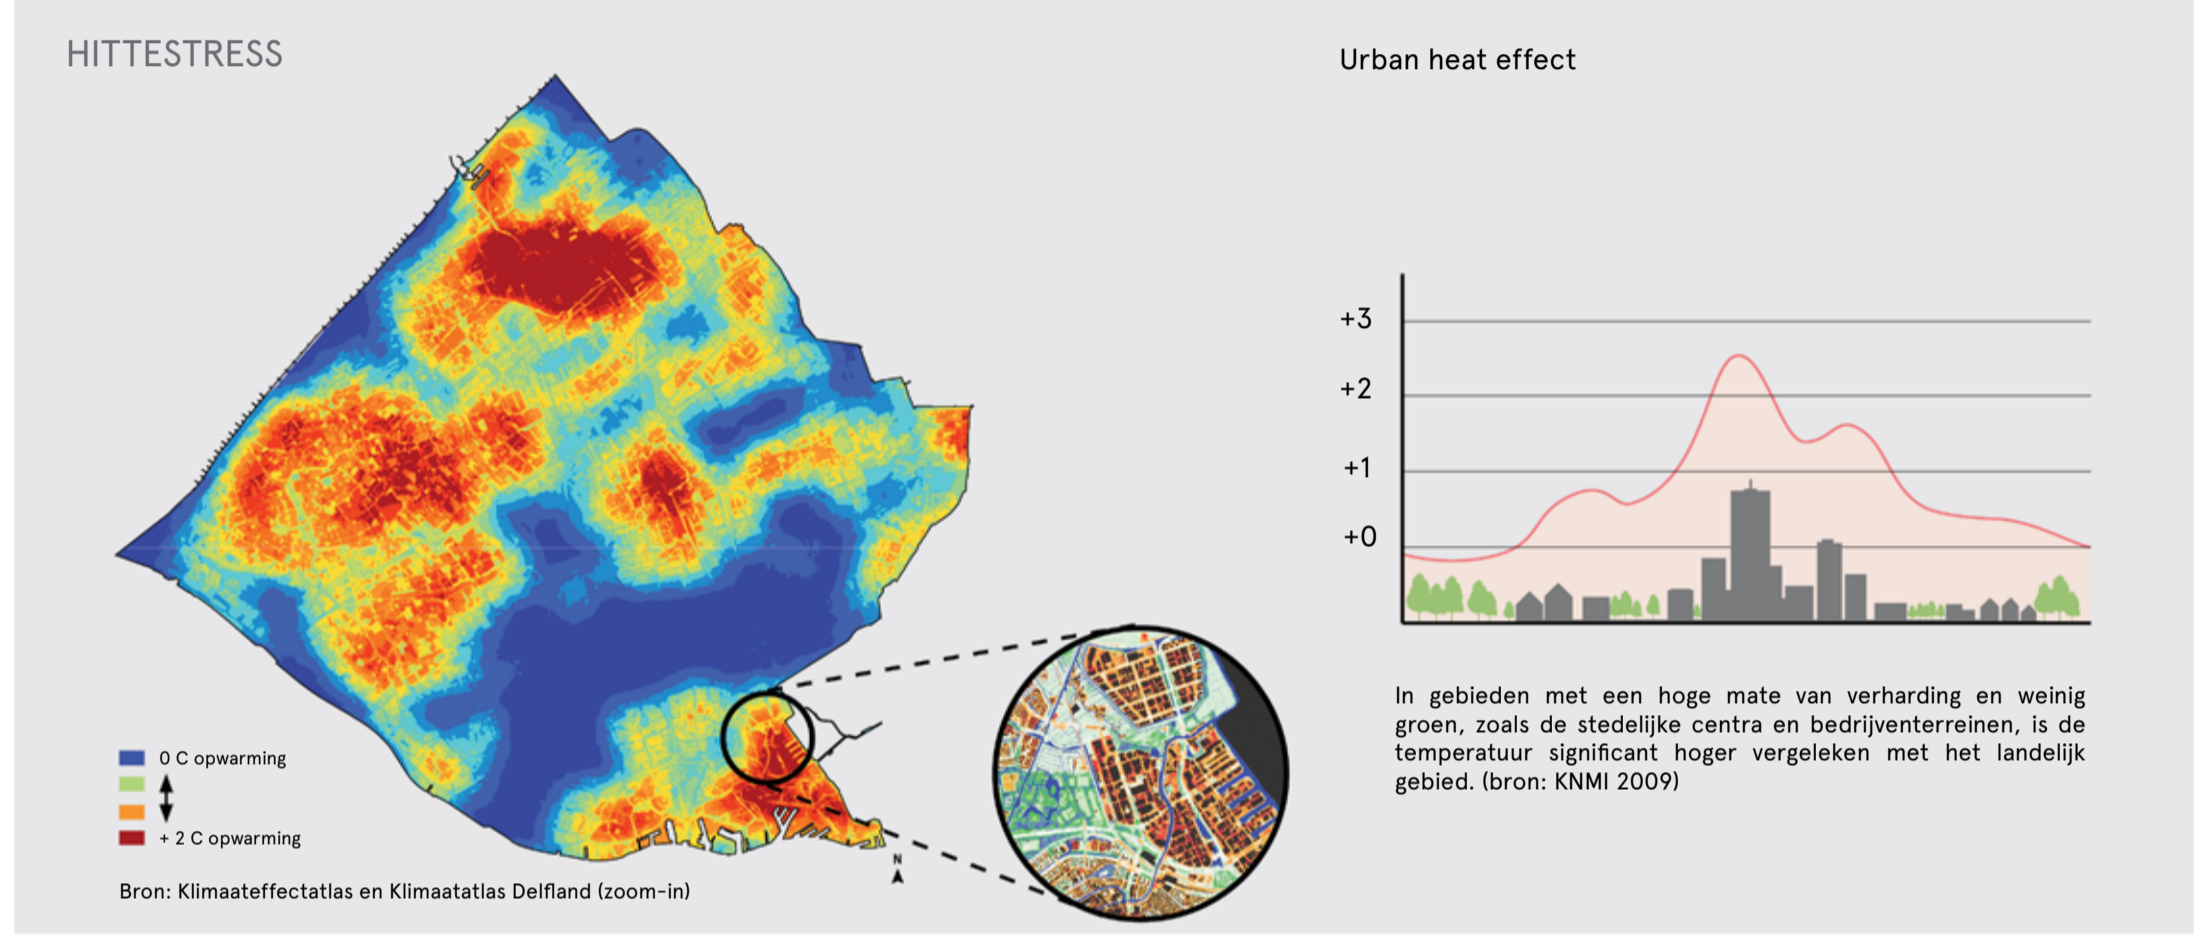 HITTESTRESS
0 C opwarming
+ 2 C opwarming
Bron: Klimaateffectatlas en Klimaatatlas Delfland (zoom-in)
N
Urban heat effect
+3
+2
+1
+0
In gebieden met een hoge mate van verharding en weinig
groen, zoals de stedelijke centra en bedrijventerreinen, is de
temperatuur significant hoger vergeleken met het landelijk
gebied. (bron: KNMI 2009)